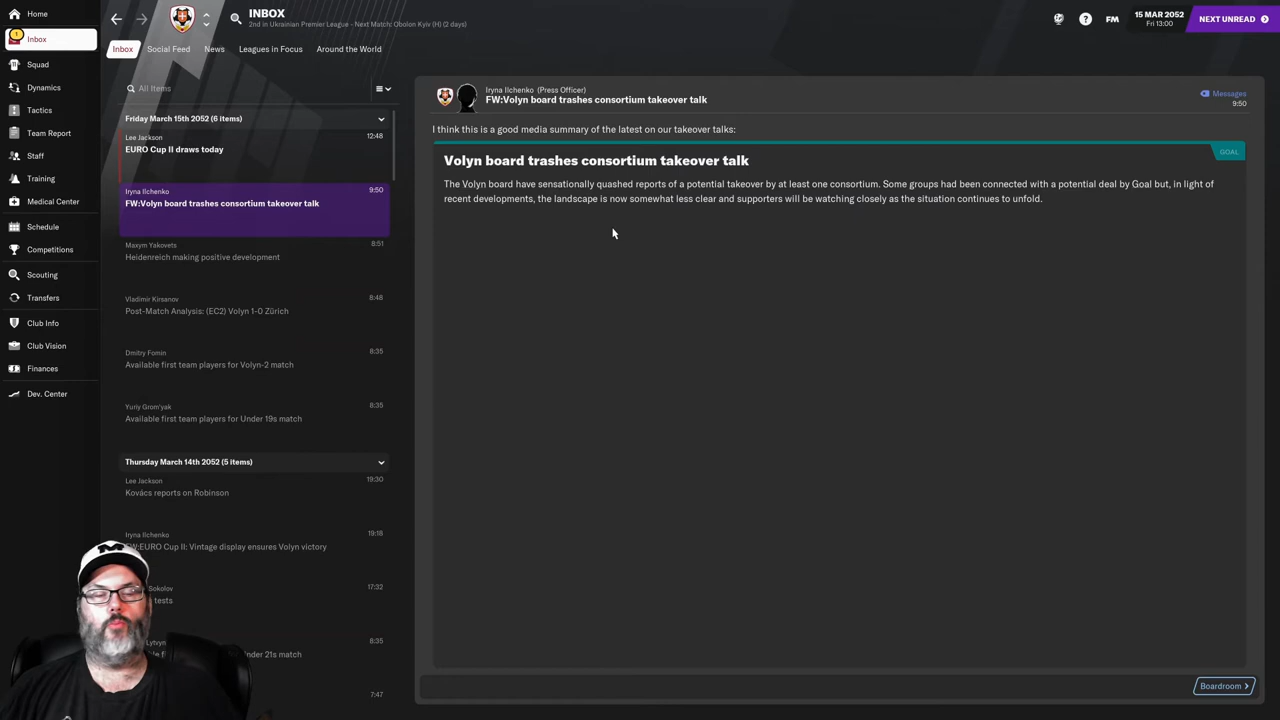 Home
Inbox
1
Squad
Dynamics
Tactics
Team Report
Staff
Training
Medical Center
Schedule
Competitions
Scouting
Transfers
Club Info
Club Vision
Finances
Dev. Center
INBOX
2nd in Ukrainian Premier League - Next Match: Obolon Kyiv (H) (2 days)
FM
15 MAR 2052
Fri 13:00
NEXT UNREAD
Inbox
Social Feed
News
Leagues in Focus
Around the World
All Items
Friday March 15th 2052 (6 items)
Lee Jackson
12:48
EURO Cup II draws today
Iryna Ilchenko
9:50
FW:Volyn board trashes consortium takeover talk
Maxym Yakovets
8:51
Heidenreich making positive development
Vladimir Kirsanov
8:48
Post-Match Analysis: (EC2) Volyn 1-0 Zürich
Dmitry Fomin
8:35
Available first team players for Volyn-2 match
Yuriy Grom'yak
8:35
Available first team players for Under 19s match
Thursday March 14th 2052 (5 items)
Lee Jackson
19:30
Kovács reports on Robinson
Iryna Ilchenko
19:16
FW:EURO Cup II: Vintage display ensures Volyn victory
Sokolov
17:32
tests
Lytvyn
8:35
nder 21s match
7:47
Iryna Ilchenko (Press Officer)
FW:Volyn board trashes consortium takeover talk
Messages
9:50
I think this is a good media summary of the latest on our takeover talks:
GOAL
Volyn board trashes consortium takeover talk
The Volyn board have sensationally quashed reports of a potential takeover by at least one consortium. Some groups had been connected with a potential deal by Goal but, in light of
recent developments, the landscape is now somewhat less clear and supporters will be watching closely as the situation continues to unfold.
Boardroom